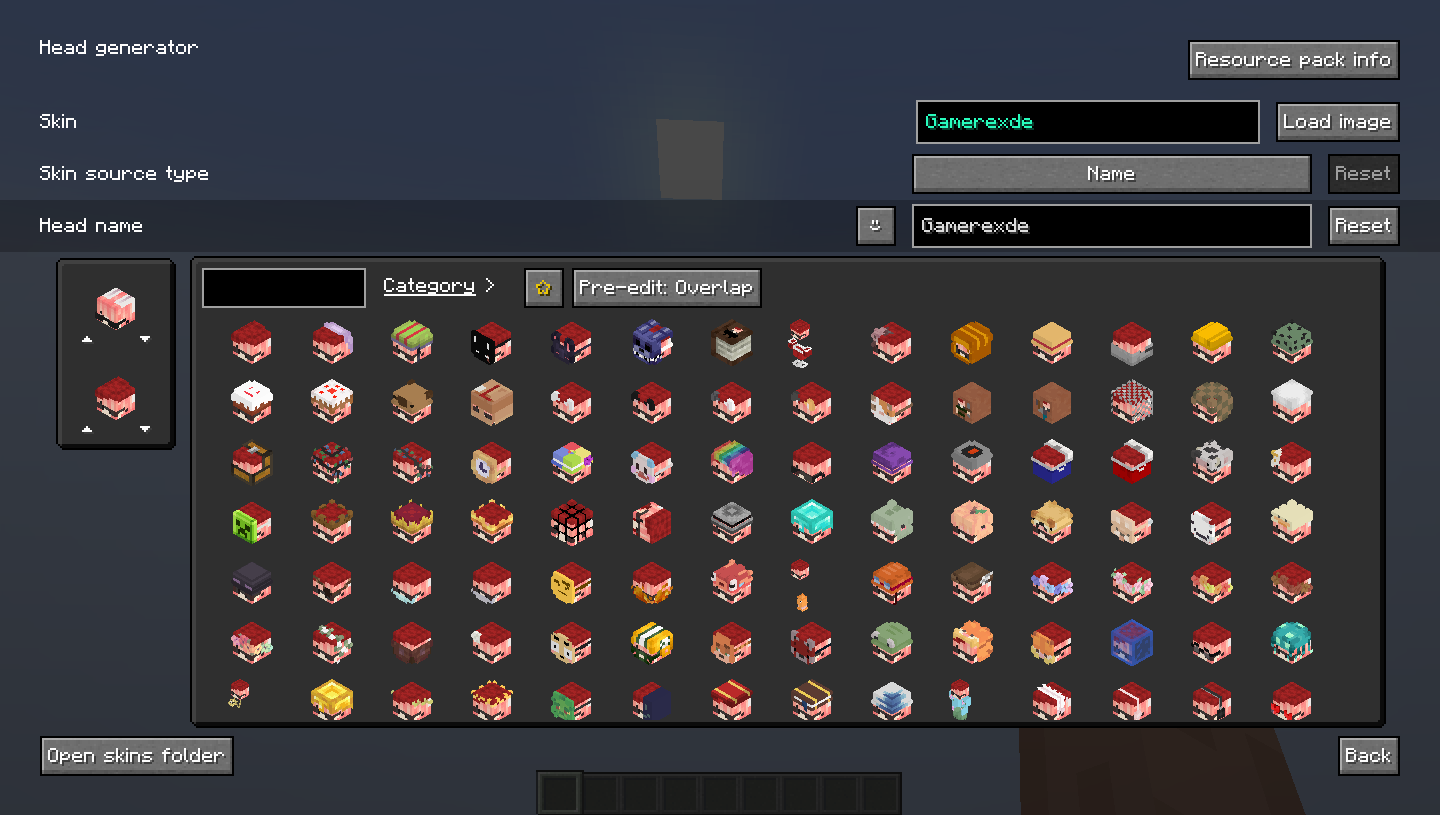 Head generator
Resource pack info
Skin
Gamerexde
Load image
Skin source type
Name
Reset
Head name
Gamerexde
Reset
Category >
Pre-edit: Overlap
Open skins folder
Back